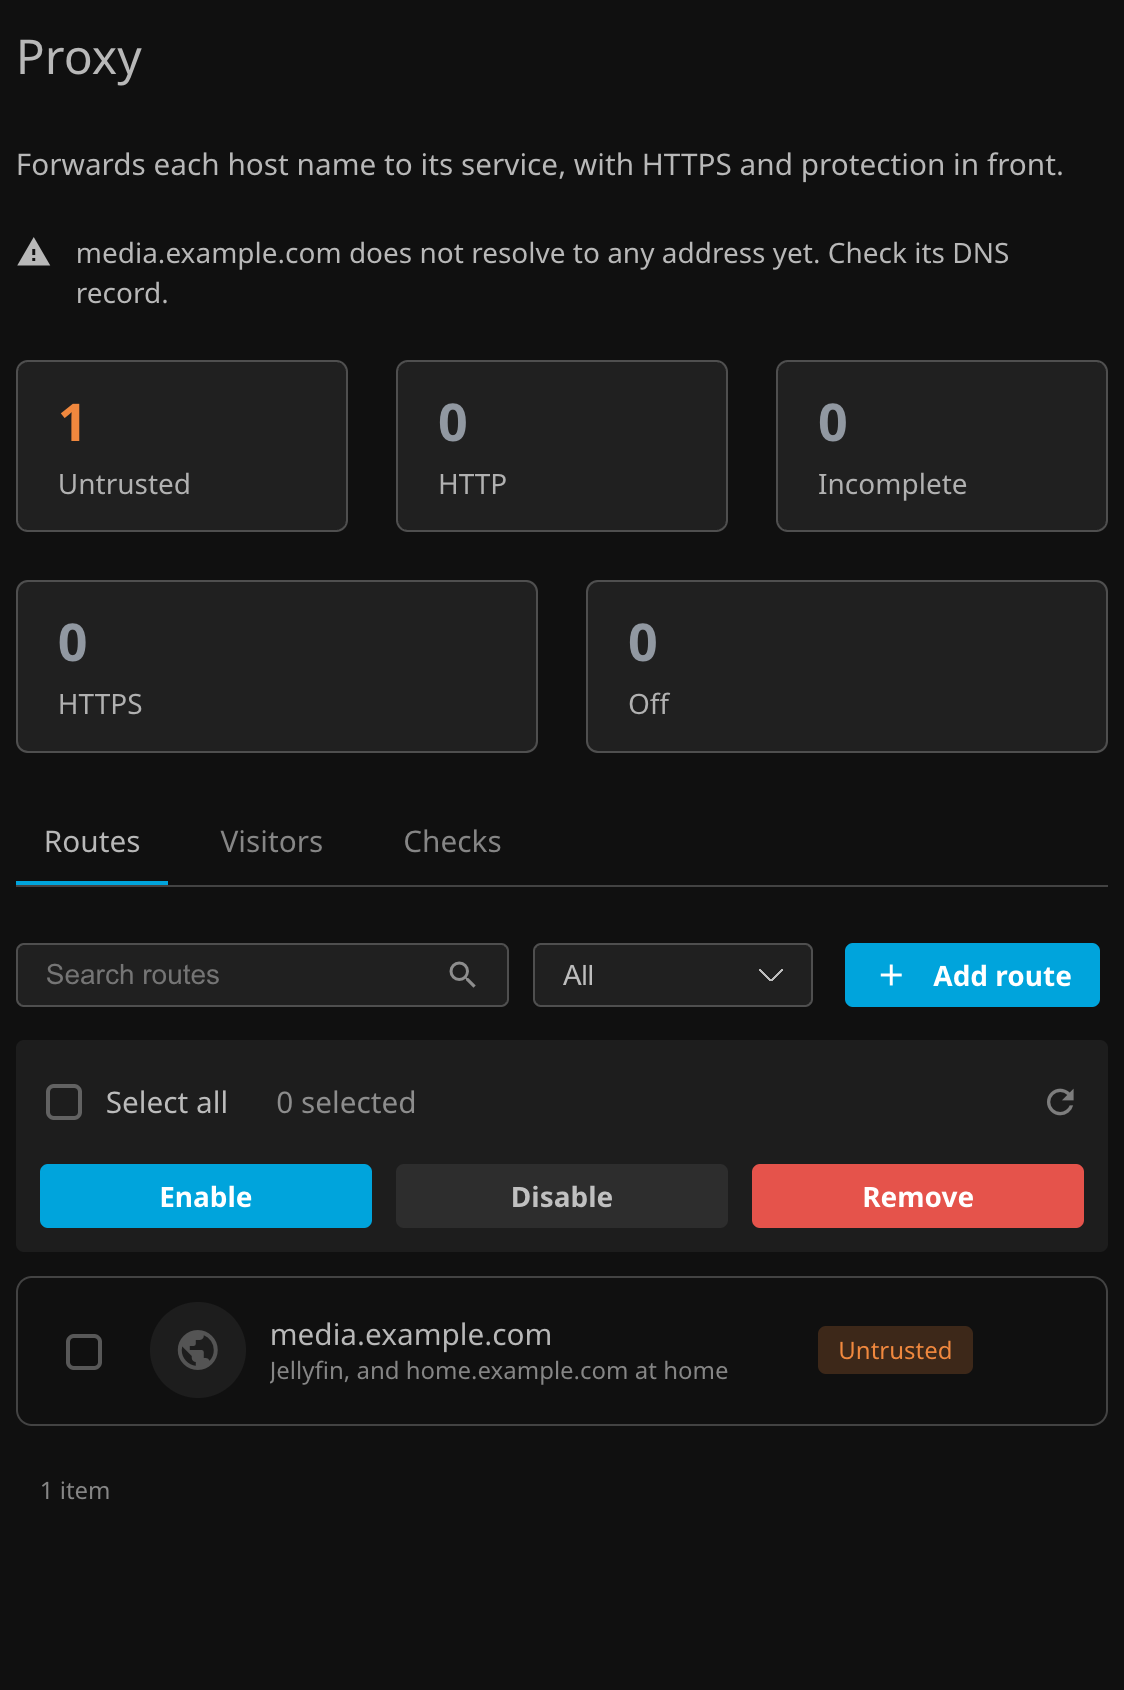 Proxy
Forwards each host name to its service, with HTTPS and protection in front.
media.example.com does not resolve to any address yet. Check its DNS
record.
1
Untrusted
0
HTTP
0
Incomplete
0
HTTPS
0
Off
Routes
Visitors
Checks
Search routes
All
Add route
Select all
0 selected
Enable
Disable
Remove
media.example.com
Jellyfin, and home.example.com at home
Untrusted
1 item